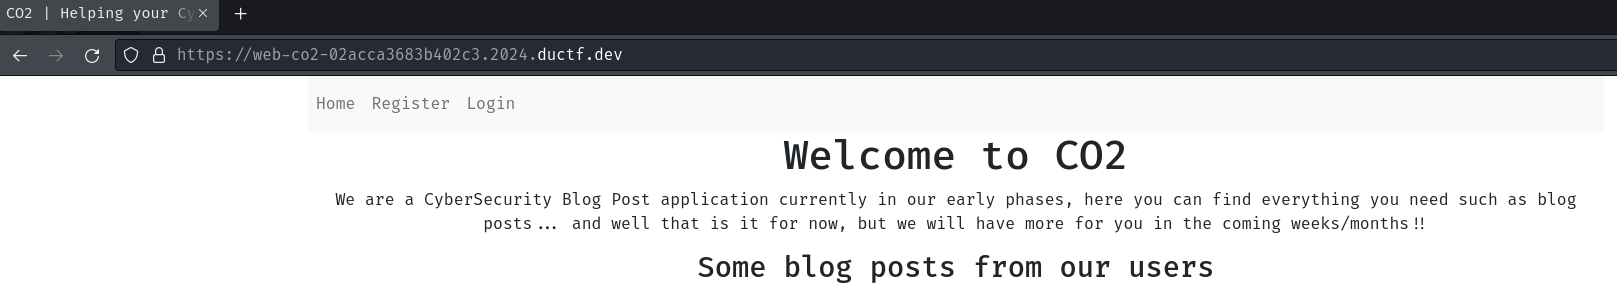 CO2 | Helping your Cy
https://web-co2-02acca3683b402c3.2024.ductf.dev
Home Register Login
Welcome to CO2
We are a CyberSecurity Blog Post application currently in our early phases, here you can find everything you need such as blog
posts... and well that is it for now, but we will have more for you in the coming weeks/months!!
Some blog posts from our users